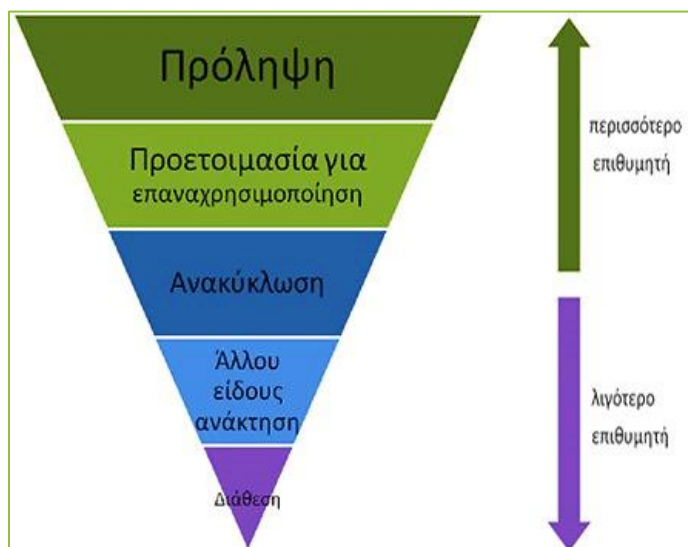 Πρόληψη
Προετοιμασία για
επαναχρησιμοποίηση
Ανακύκλωση
Άλλου
είδους
ανάκτηση
Διάθεση
περισσότερο
επιθυμητή
λιγότερο
επιθυμητή